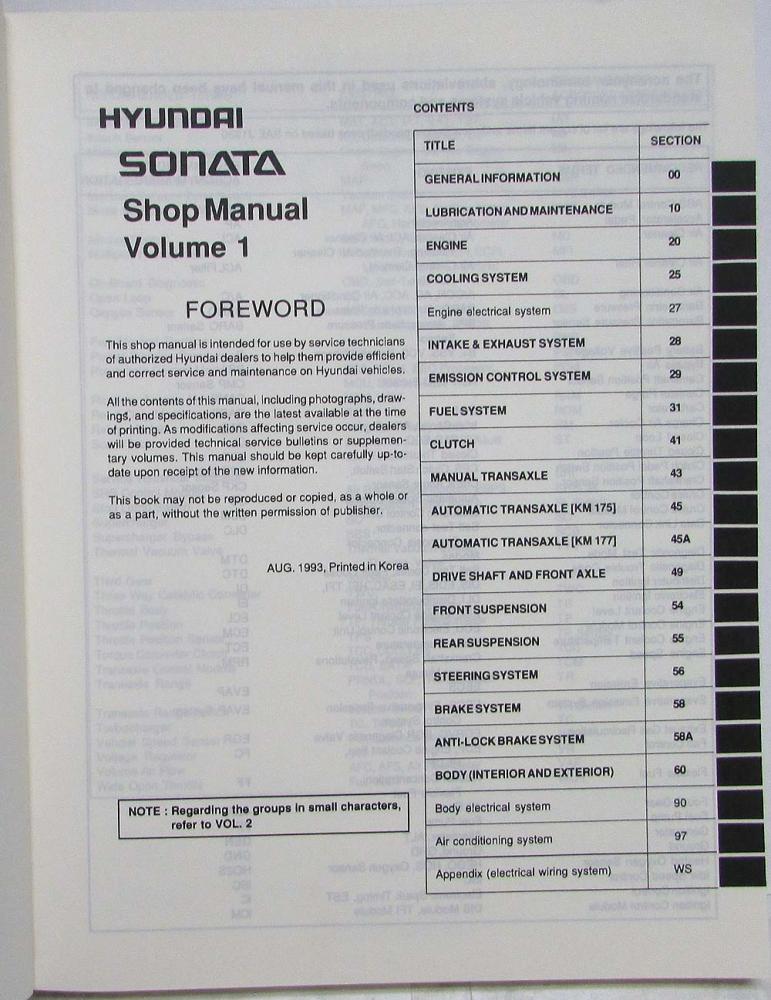 HYUNDAI
SONATA
Shop Manual
Volume 1
FOREWORD
This shop manual is intended for use by service technicians
of authorized Hyundai dealers to help them provide efficient
and correct service and maintenance on Hyundai vehicles.
All the contents of this manual, including photographs, draw-
ings, and specifications, are the latest available at the time
of printing. As modifications affecting service occur, dealers
will be provided technical service bulletins or supplemen-
tary volumes. This manual should be kept carefully up-to-
date upon receipt of the new information.
This book may not be reproduced or copied, as a whole or
as a part, without the written permission of publisher.
AUG. 1993, Printed in Korea
NOTE : Regarding the groups in small characters,
refer to VOL. 2
CONTENTS
TITLE SECTION
GENERAL INFORMATION 00
LUBRICATION AND MAINTENANCE 10
ENGINE 20
COOLING SYSTEM 25
Engine electrical system 27
INTAKE & EXHAUST SYSTEM 28
EMISSION CONTROL SYSTEM 29
FUEL SYSTEM 31
CLUTCH 41
MANUAL TRANSAXLE 43
AUTOMATIC TRANSAXLE [KM 175] 45
AUTOMATIC TRANSAXLE [KM 177] 45A
DRIVE SHAFT AND FRONT AXLE 49
FRONT SUSPENSION 54
REAR SUSPENSION 55
STEERING SYSTEM 56
BRAKE SYSTEM 58
ANTI-LOCK BRAKE SYSTEM 58A
BODY (INTERIOR AND EXTERIOR) 60
Body electrical system 90
Air conditioning system 97
Appendix (electrical wiring system) WS